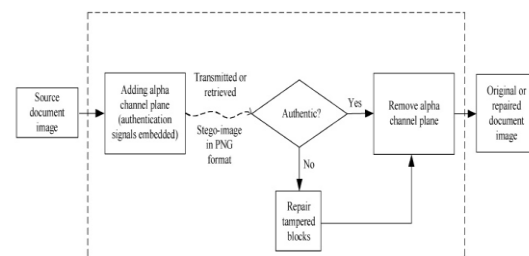 Source
document
image
Adding alpha
channel plane
(authentication
signals embedded)
Transmitted or
retrieved
Stego-image
in PNG
format
Authentic?
Yes
No
Repair
tampered
blocks
Remove alpha
channel plane
Original or
repaired
document
image